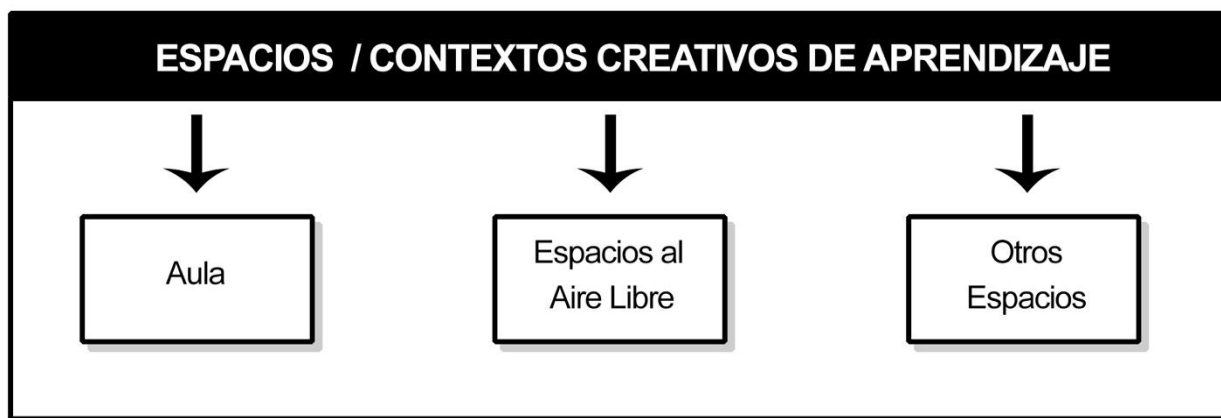 ESPACIOS / CONTEXTOS CREATIVOS DE APRENDIZAJE
Aula
Espacios al
Aire Libre
Otros
Espacios